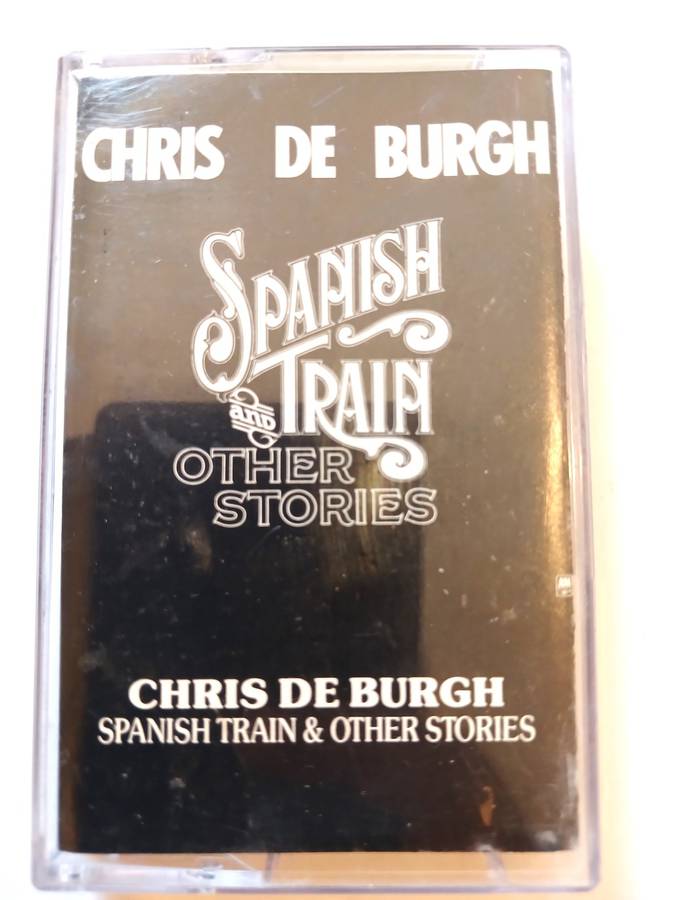 CHRIS DE BURGH
SPANISH
TRAIN
and
OTHER
STORIES
CHRIS DE BURGH
SPANISH TRAIN & OTHER STORIES